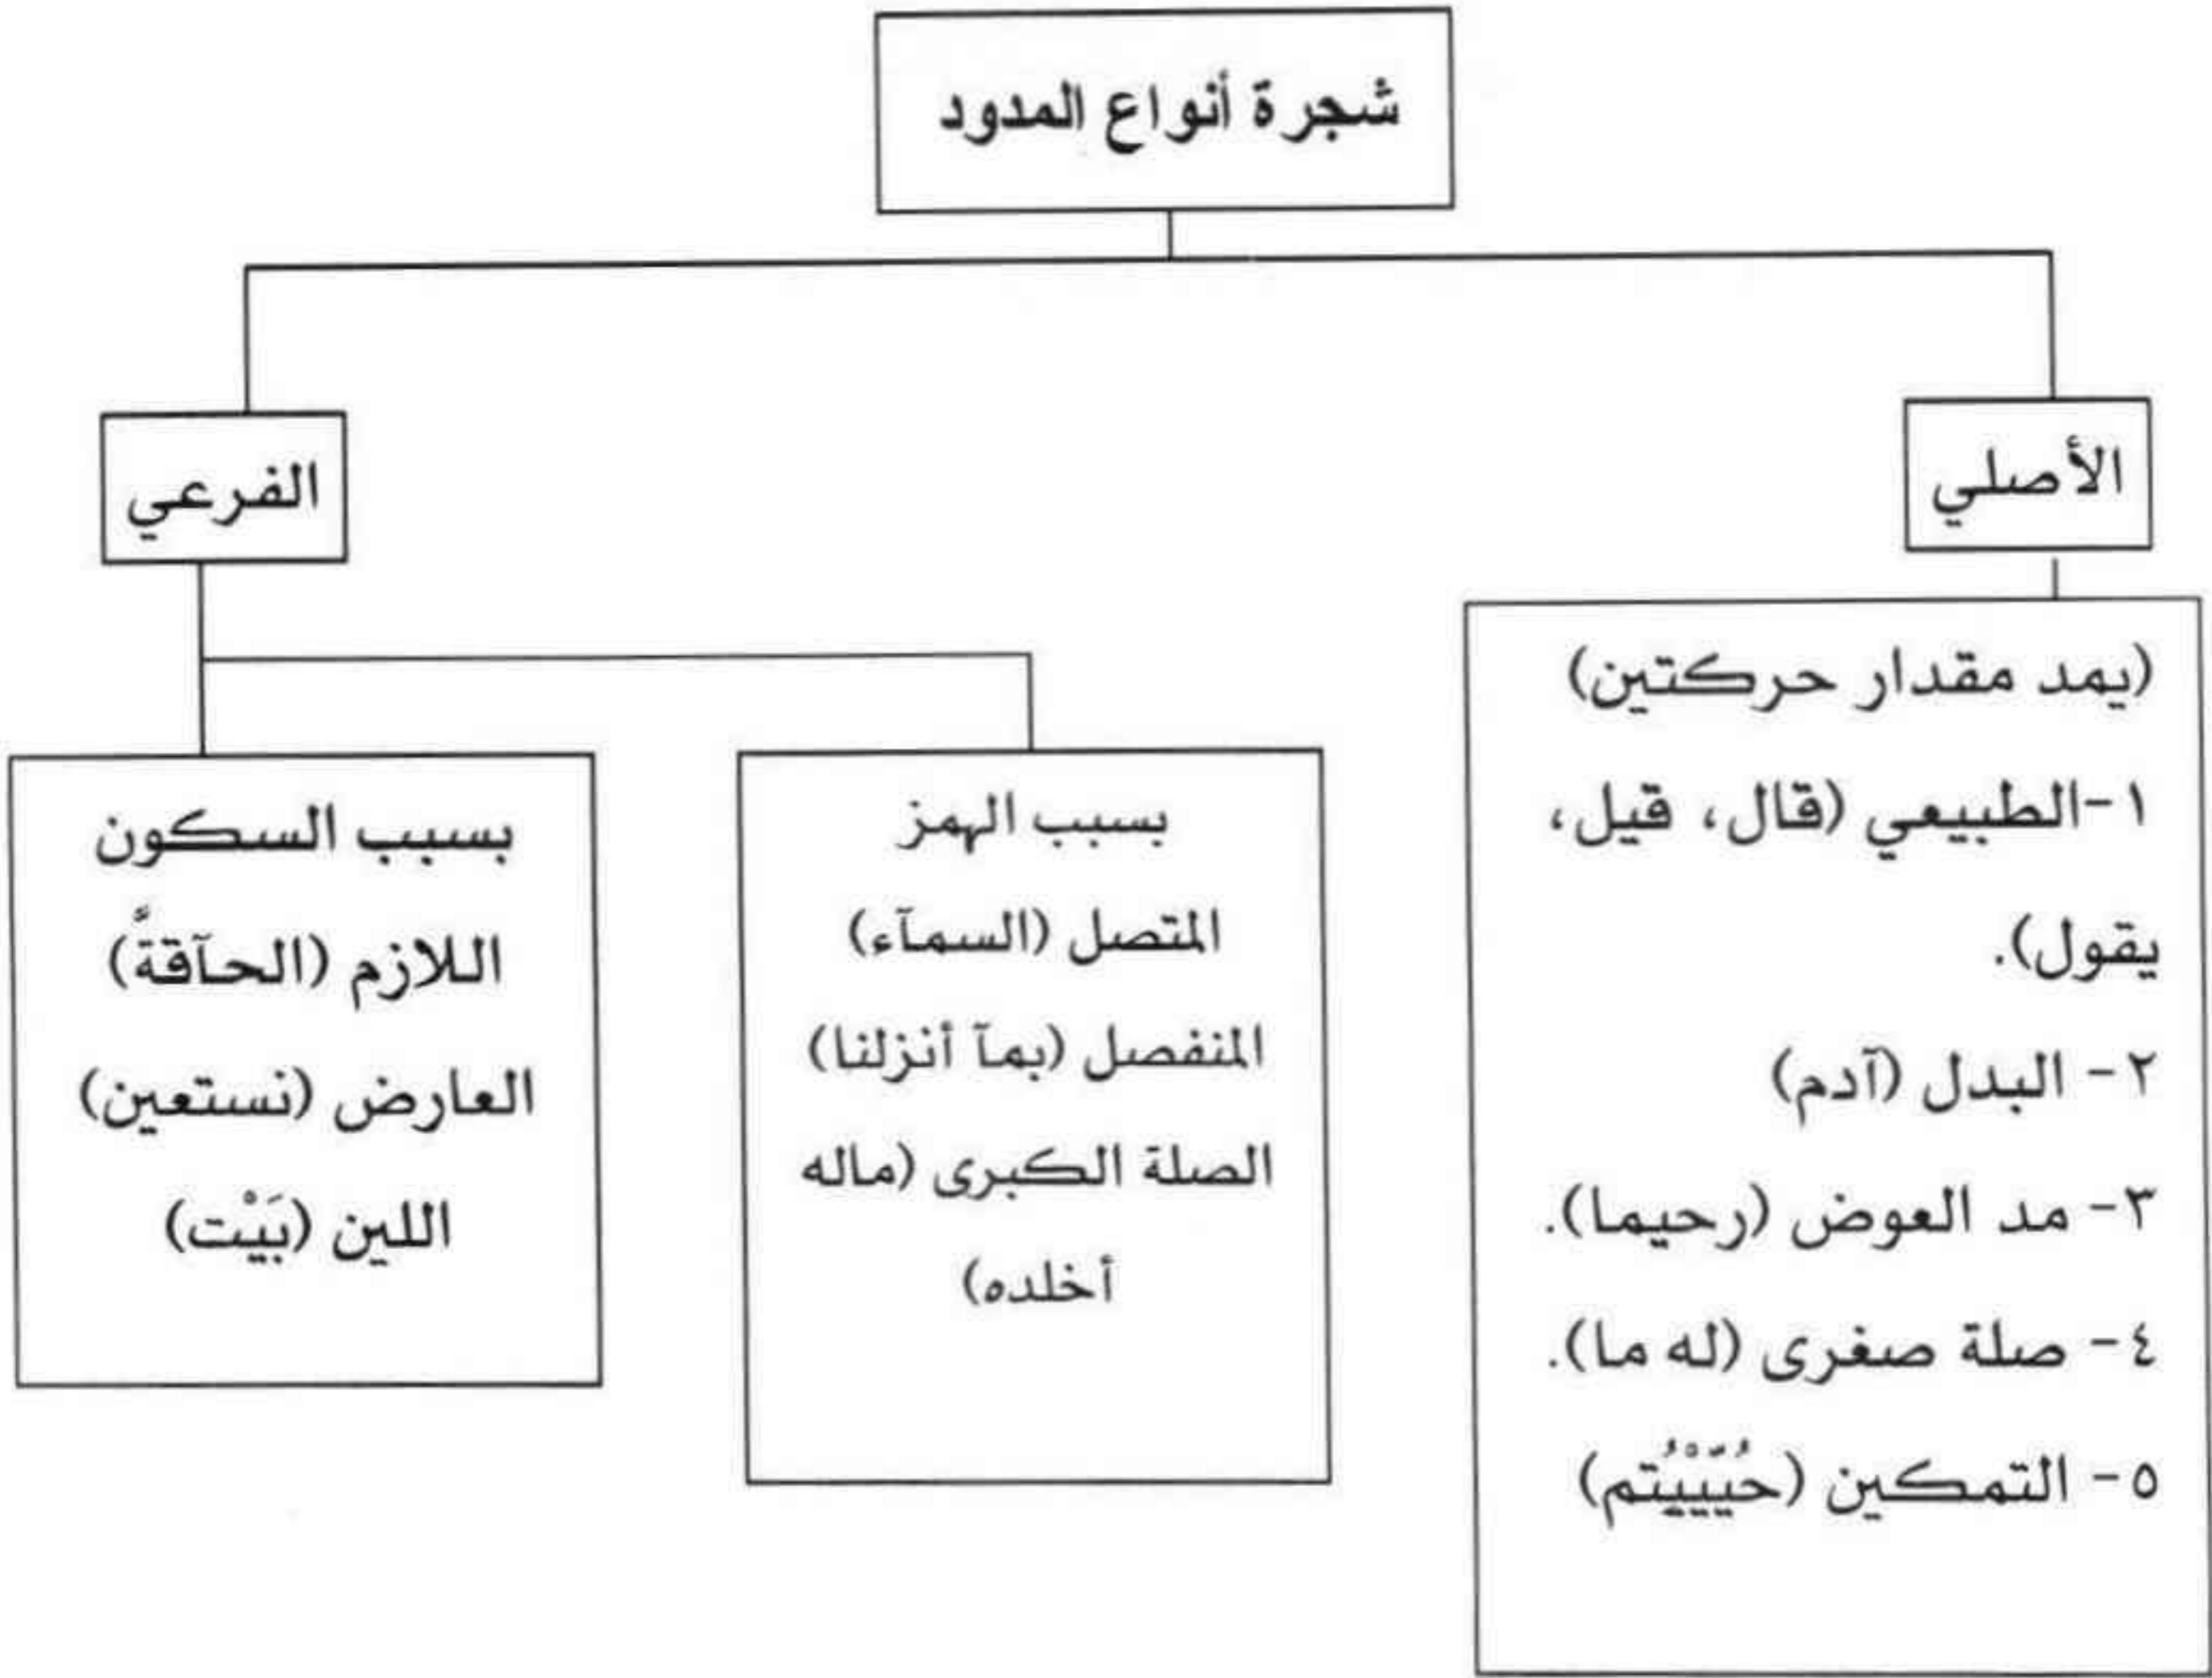 شجرة أنواع المدود
الأصلي
(يمد مقدار حركتين)
١-الطبيعي (قال، قيل،
يقول).
٢- البدل (آدم)
٣- مد العوض (رحيما).
٤- صلة صغرى (له ما).
٥- التمكين (حُيِّيْيُتم)
الفرعي
بسبب الهمز
المتصل (السمآء)
المنفصل (بمآ أنزلنا)
الصلة الكبرى (ماله
أخلده)
بسبب السكون
اللازم (الحآقةَّ)
العارض (نستعين)
اللين (بَيْت)